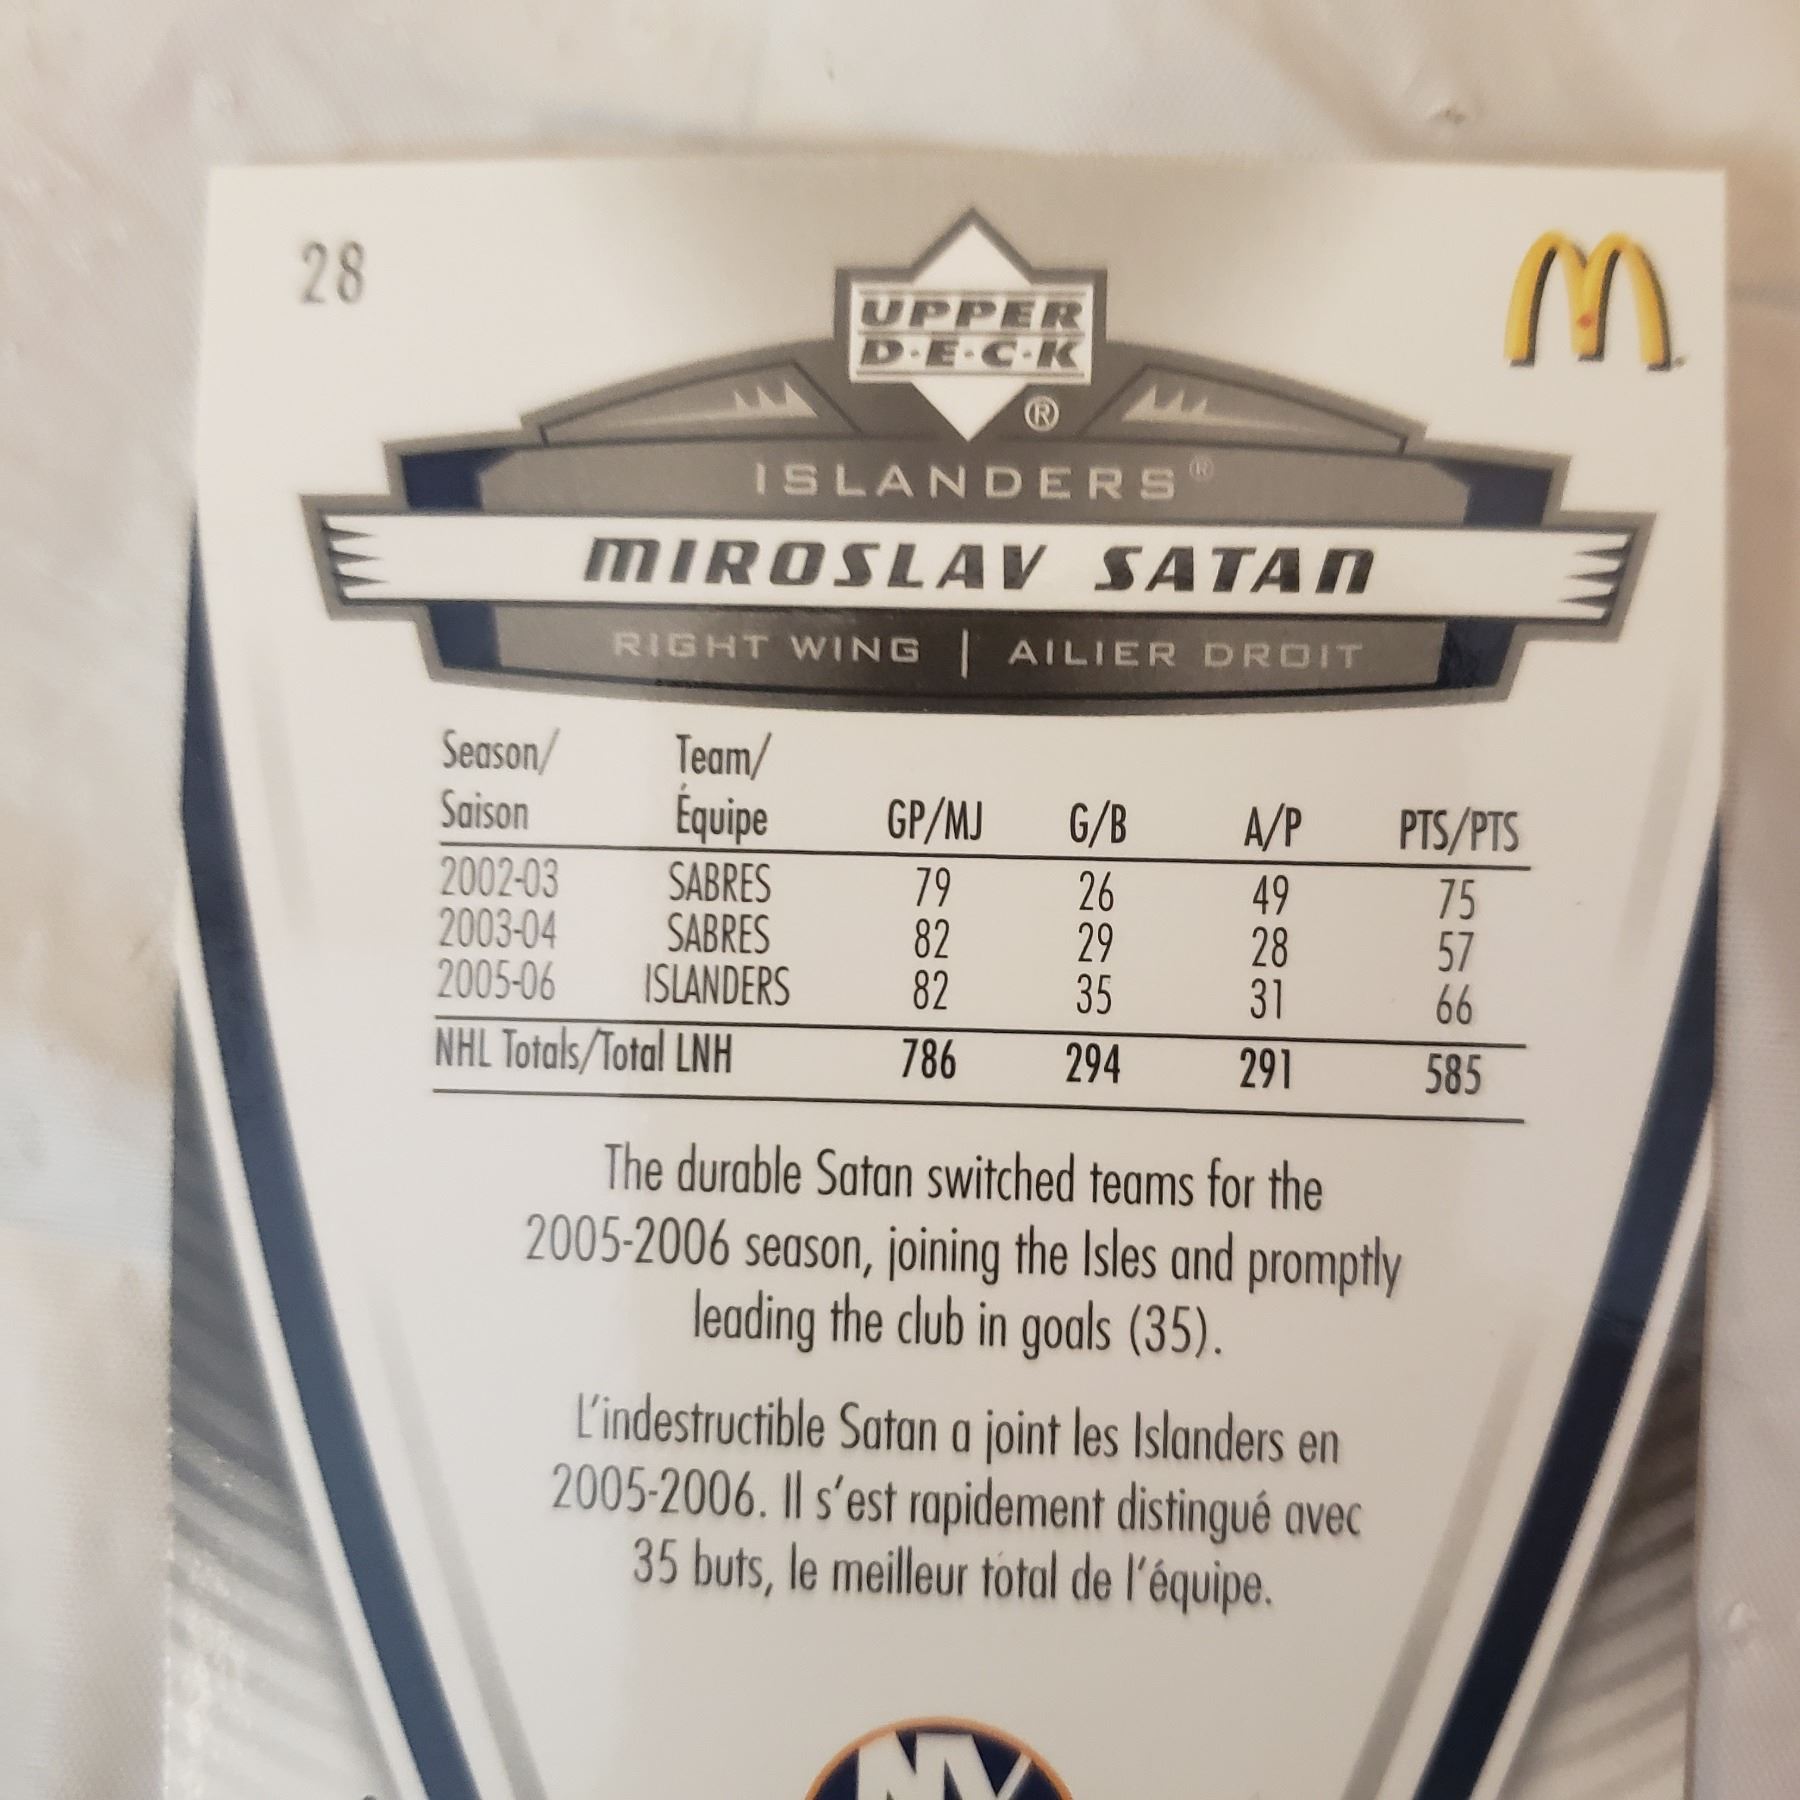 28
UPPER
D·E·C·K
®
ISLANDERS®
MIROSLAV SATAN
RIGHT WING | AILIER DROIT
Season/ Team/
Saison Équipe GP/MJ G/B A/P PTS/PTS
2002-03 SABRES 79 26 49 75
2003-04 SABRES 82 29 28 57
2005-06 ISLANDERS 82 35 31 66
NHL Totals/Total LNH 786 294 291 585
The durable Satan switched teams for the
2005-2006 season, joining the Isles and promptly
leading the club in goals (35).
L'indestructible Satan a joint les Islanders en
2005-2006. Il s'est rapidement distingué avec
35 buts, le meilleur total de l'équipe.
NY